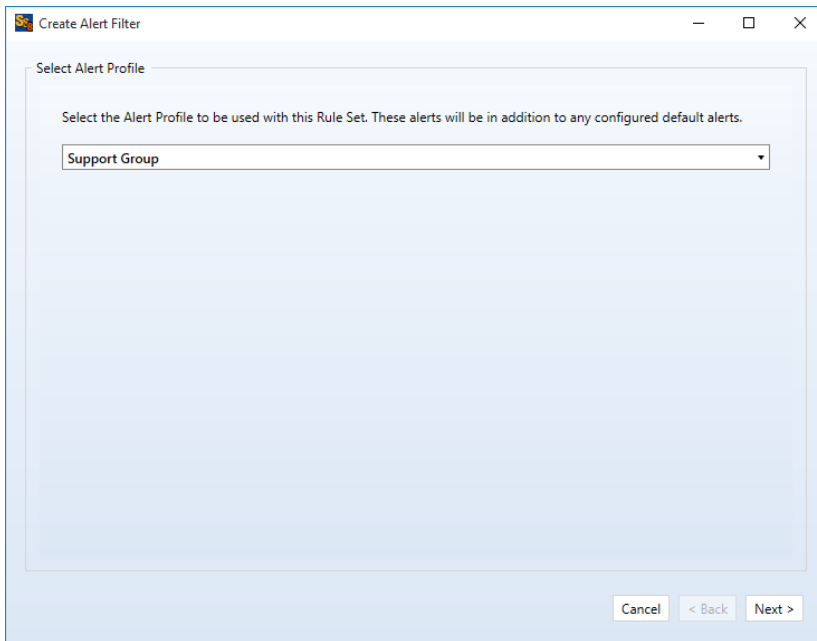 Create Alert Filter
Select Alert Profile
Select the Alert Profile to be used with this Rule Set. These alerts will be in addition to any configured default alerts.
Support Group
Cancel
< Back
Next >